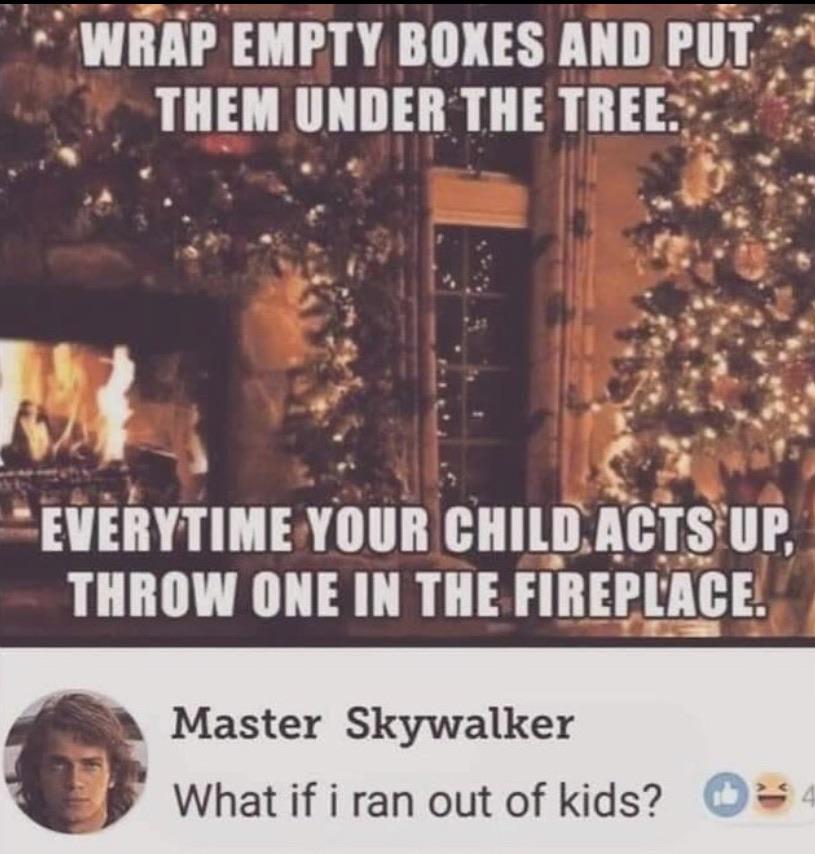 WRAP EMPTY BOXES AND PUT
THEM UNDER THE TREE.
EVERYTIME YOUR CHILD ACTS UP,
THROW ONE IN THE FIREPLACE.
Master Skywalker
What if i ran out of kids? 4